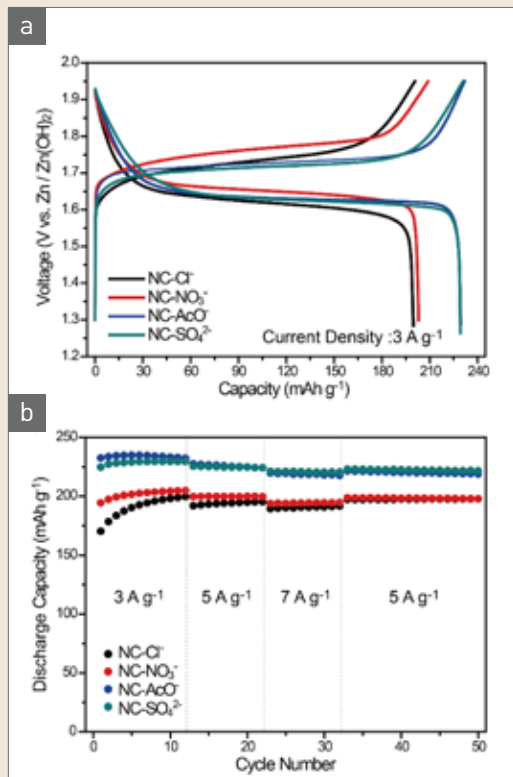 a
2.0
1.9
1.8
1.7
1.6
1.5
1.4
1.3
1.2
Voltage (V vs. Zn / Zn(OH)₂)
NC-Cl⁻
NC-NO₃⁻
NC-AcO⁻
NC-SO₄²⁻
Current Density :3 A g⁻¹
0 30 60 90 120 150 180 210 240
Capacity (mAh g⁻¹)
b
250
200
150
100
50
0
Discharge Capacity (mAh g⁻¹)
3 A g⁻¹ 5 A g⁻¹ 7 A g⁻¹ 5 A g⁻¹
NC-Cl⁻
NC-NO₃⁻
NC-AcO⁻
NC-SO₄²⁻
0 10 20 30 40 50
Cycle Number